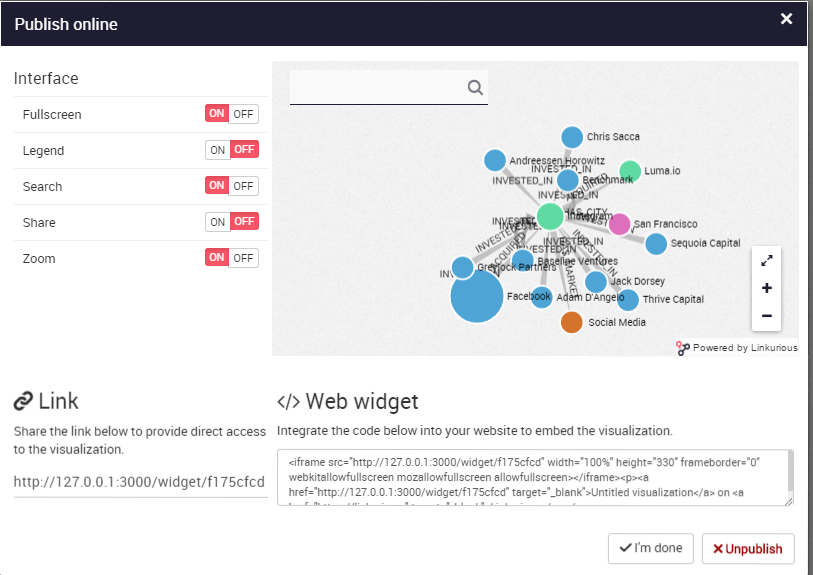 Publish online
Interface
Fullscreen ON OFF
Legend ON OFF
Search ON OFF
Share ON OFF
Zoom ON OFF
Chris Sacca
Andreessen Horowitz
INVESTED_IN
Luma.io
INVESTED_IN
Benchmark
INVESTED_IN
Instagram
San Francisco
INVESTED_IN
Sequoia Capital
INVESTED_IN
Baseline Ventures
Greylock Partners
ACQUIRED
INVESTED_IN
Jack Dorsey
Facebook
Adam D'Angelo
Thrive Capital
Social Media
Powered by Linkurious
Link
Share the link below to provide direct access
to the visualization.
http://127.0.0.1:3000/widget/f175cfcd
</> Web widget
Integrate the code below into your website to embed the visualization.
<iframe src="http://127.0.0.1:3000/widget/f175cfcd" width="100%" height="330" frameborder="0"
webkitallowfullscreen mozallowfullscreen allowfullscreen></iframe><p><a
href="http://127.0.0.1:3000/widget/f175cfcd" target="_blank">Untitled visualization</a> on <a
I'm done
Unpublish